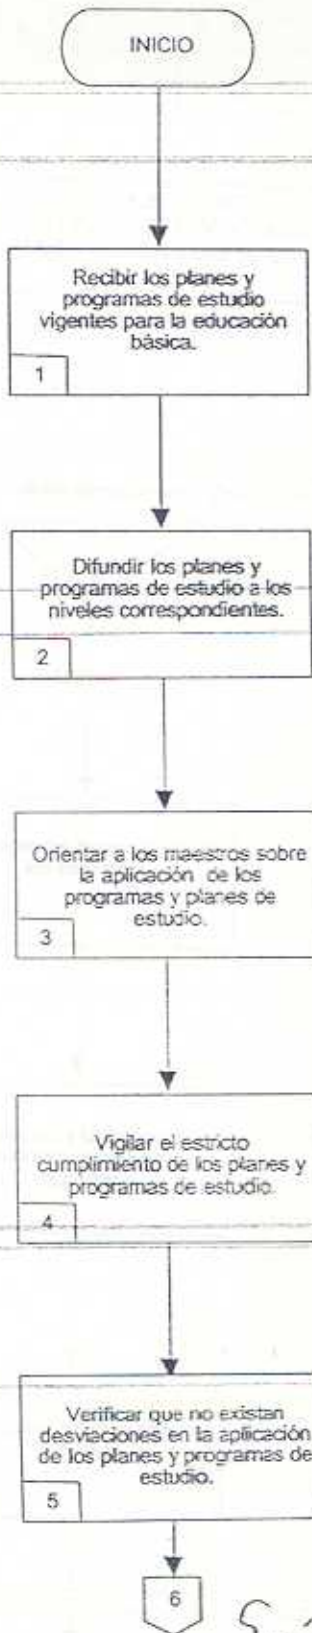 INICIO
Recibir los planes y
programas de estudio
vigentes para la educación
básica.
1
Difundir los planes y
programas de estudio a los
niveles correspondientes.
2
Orientar a los maestros sobre
la aplicación de los
programas y planes de
estudio.
3
Vigilar el estricto
cumplimiento de los planes y
programas de estudio.
4
Verificar que no existan
desviaciones en la aplicación
de los planes y programas de
estudio.
5
6